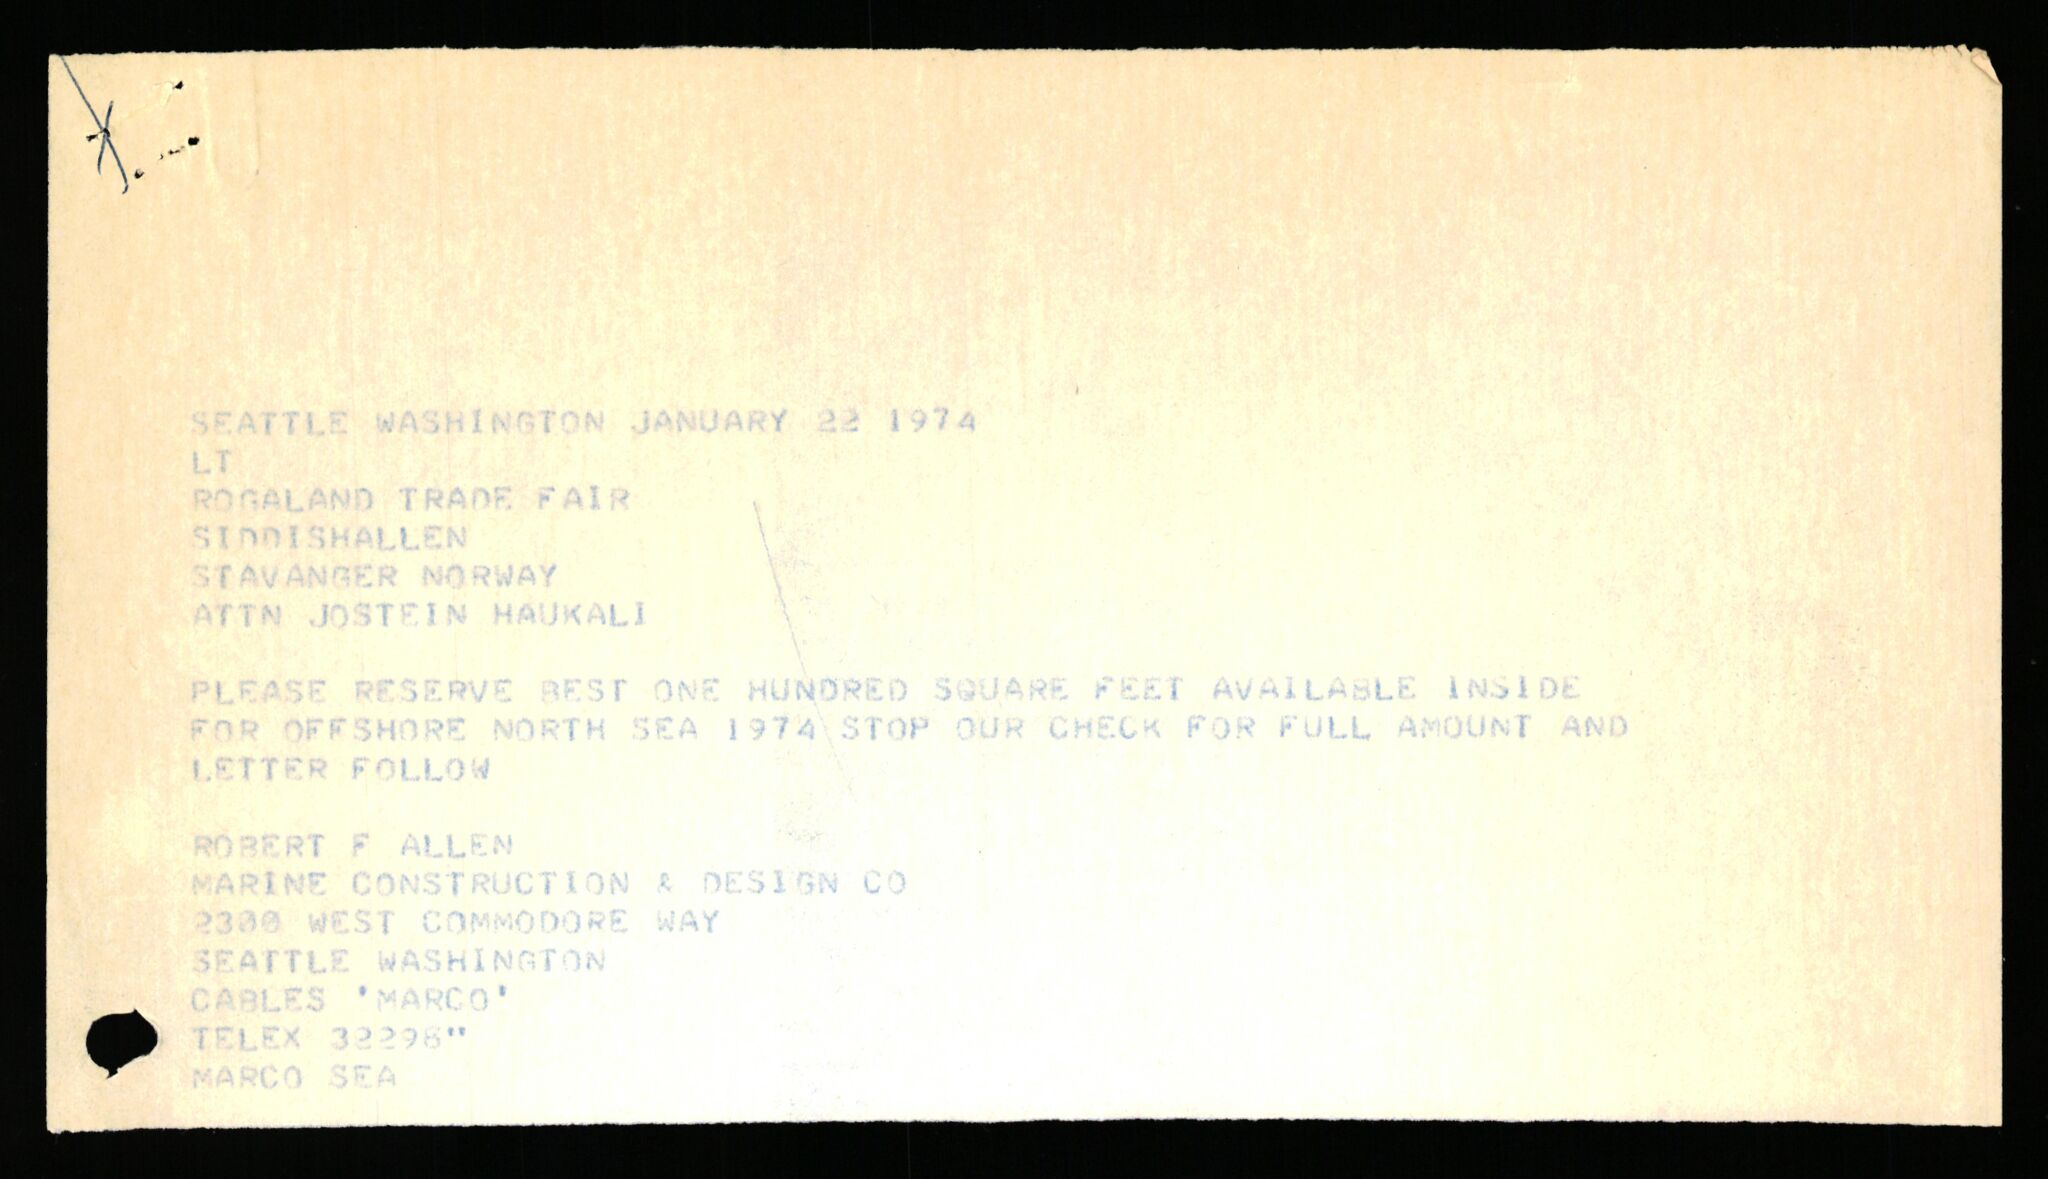 SEATTLE WASHINGTON JANUARY 22 1974
LT
ROGALAND TRADE FAIR
SIDDISHALLEN
STAVANGER NORWAY
ATTN JOSTEIN HAUKALI
PLEASE RESERVE BEST ONE HUNDRED SQUARE FEET AVAILABLE INSIDE
FOR OFFSHORE NORTH SEA 1974 STOP OUR CHECK FOR FULL AMOUNT AND
LETTER FOLLOW
ROBERT F ALLEN
MARINE CONSTRUCTION & DESIGN CO
2300 WEST COMMODORE WAY
SEATTLE WASHINGTON
CABLES 'MARCO'
TELEX 32296"
MARCO SEA